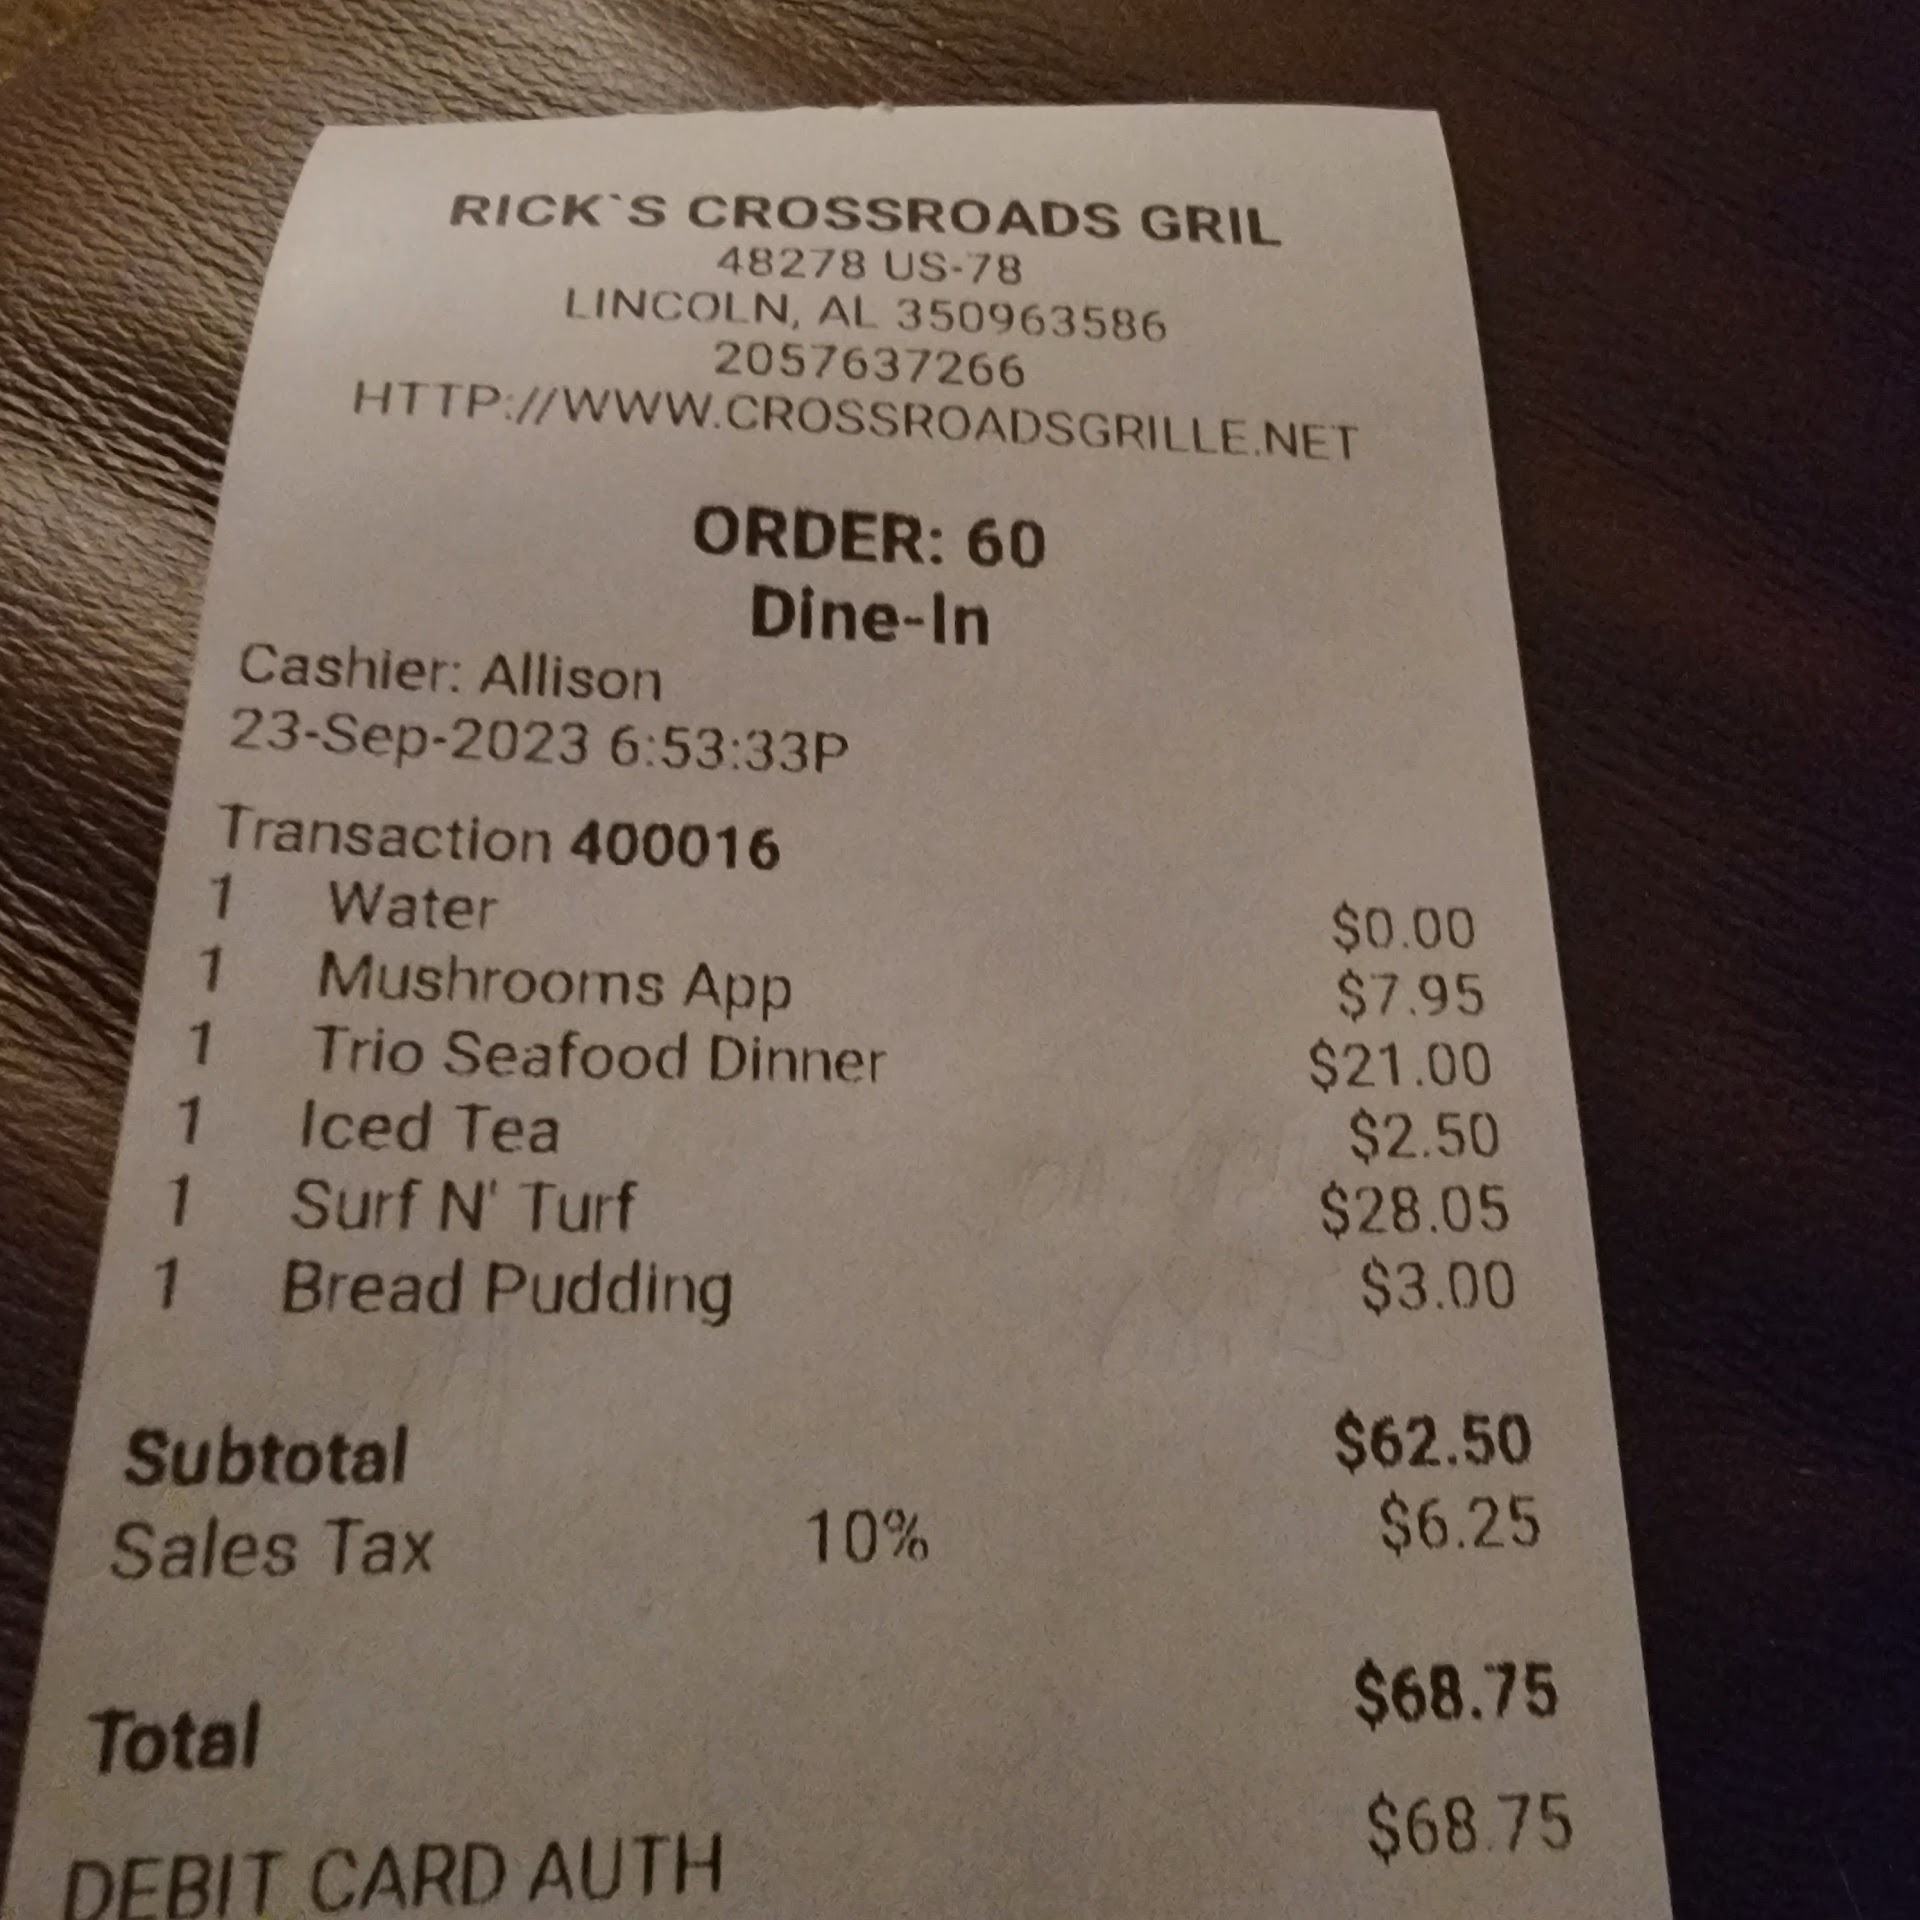 RICK`S CROSSROADS GRIL
48278 US-78
LINCOLN, AL 350963586
2057637266
HTTP://WWW.CROSSROADSGRILLE.NET
ORDER: 60
Dine-In
Cashier: Allison
23-Sep-2023 6:53:33P
Transaction 400016
1 Water $0.00
1 Mushrooms App $7.95
1 Trio Seafood Dinner $21.00
1 Iced Tea $2.50
1 Surf N' Turf $28.05
1 Bread Pudding $3.00
Subtotal $62.50
Sales Tax 10% $6.25
Total $68.75
DEBIT CARD AUTH $68.75